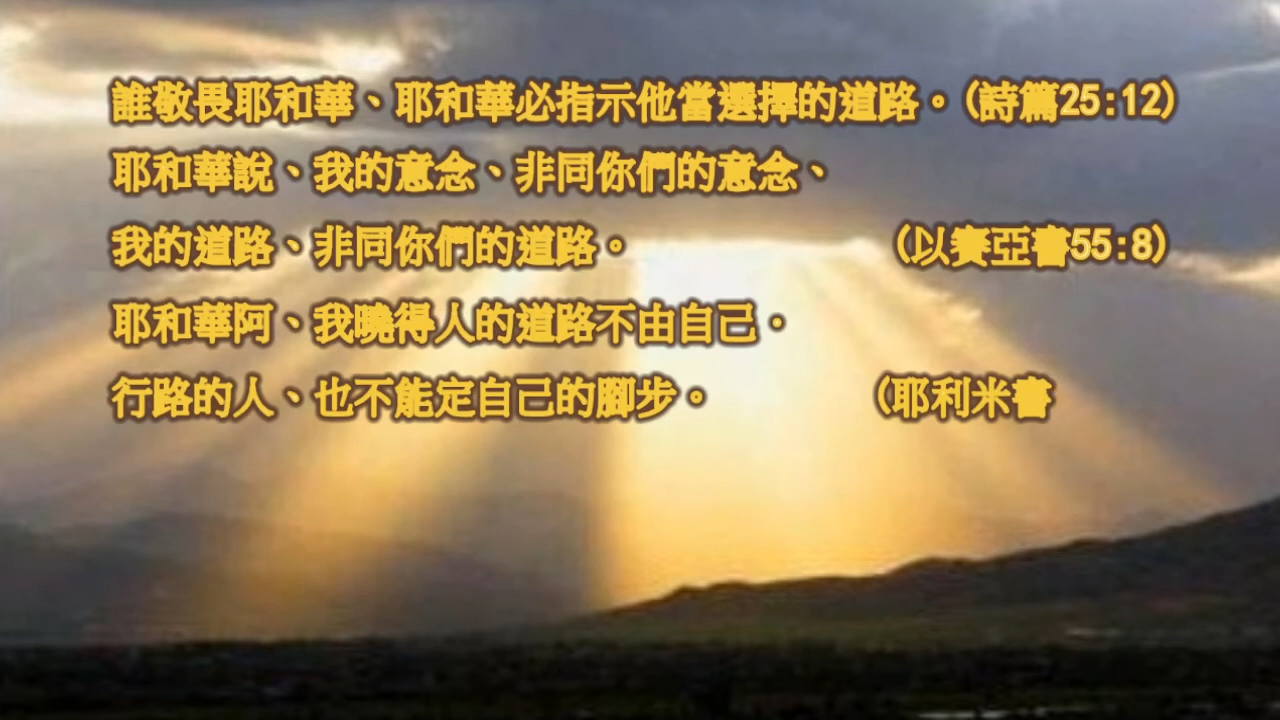 誰敬畏耶和華、耶和華必指示他當選擇的道路。(詩篇25:12)
耶和華說、我的意念、非同你們的意念、
我的道路、非同你們的道路。 (以賽亞書55:8)
耶和華阿、我曉得人的道路不由自己．
行路的人、也不能定自己的腳步。 (耶利米書